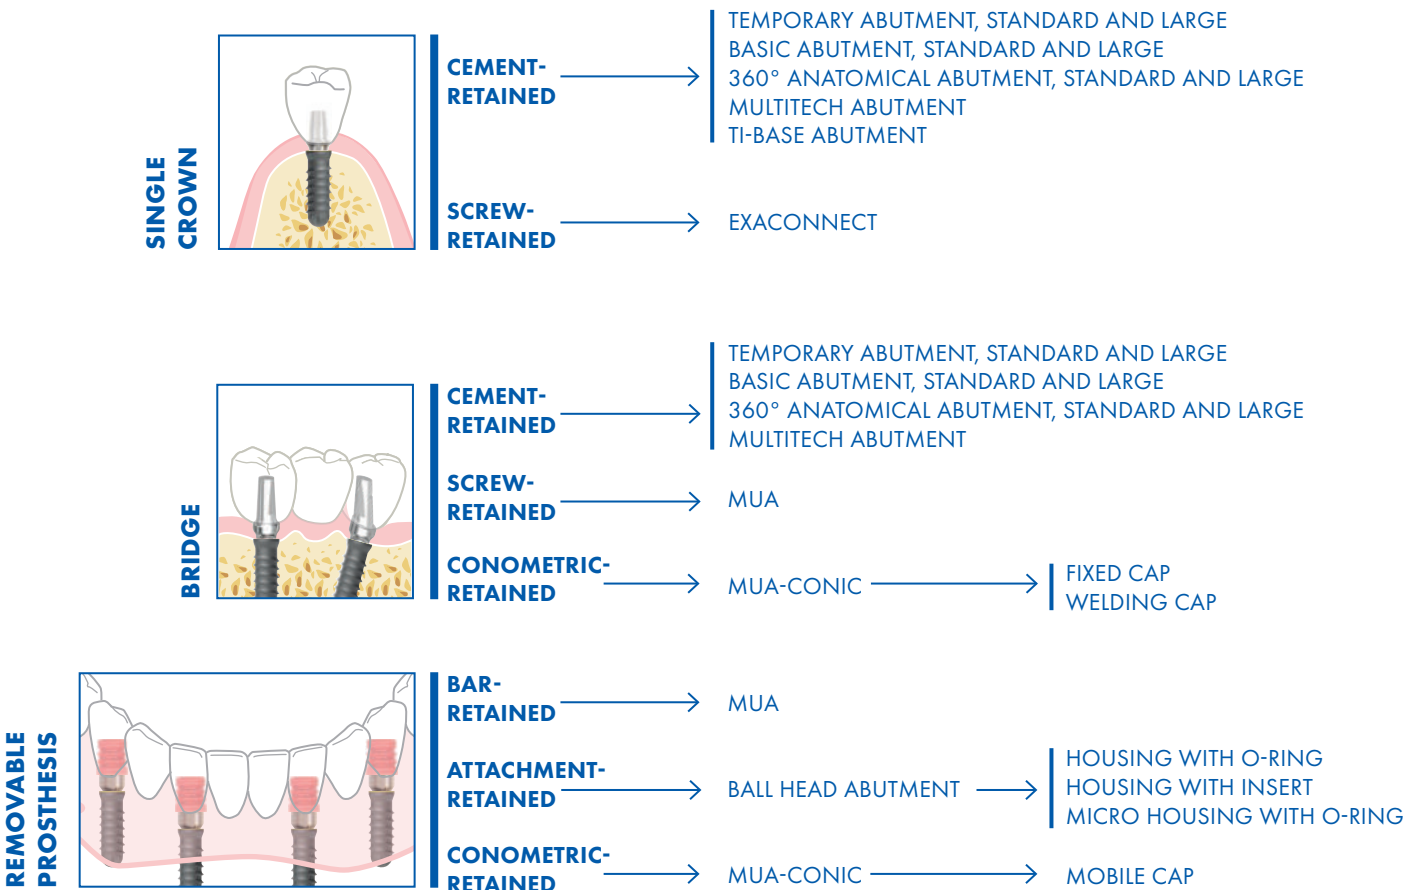 SINGLE
CROWN
CEMENT-
RETAINED
TEMPORARY ABUTMENT, STANDARD AND LARGE
BASIC ABUTMENT, STANDARD AND LARGE
360° ANATOMICAL ABUTMENT, STANDARD AND LARGE
MULTITECH ABUTMENT
TI-BASE ABUTMENT
SCREW-
RETAINED
EXACONNECT
BRIDGE
CEMENT-
RETAINED
TEMPORARY ABUTMENT, STANDARD AND LARGE
BASIC ABUTMENT, STANDARD AND LARGE
360° ANATOMICAL ABUTMENT, STANDARD AND LARGE
MULTITECH ABUTMENT
SCREW-
RETAINED
MUA
CONOMETRIC-
RETAINED
MUA-CONIC
FIXED CAP
WELDING CAP
REMOVABLE
PROSTHESIS
BAR-
RETAINED
MUA
ATTACHMENT-
RETAINED
BALL HEAD ABUTMENT
HOUSING WITH O-RING
HOUSING WITH INSERT
MICRO HOUSING WITH O-RING
CONOMETRIC-
RETAINED
MUA-CONIC
MOBILE CAP